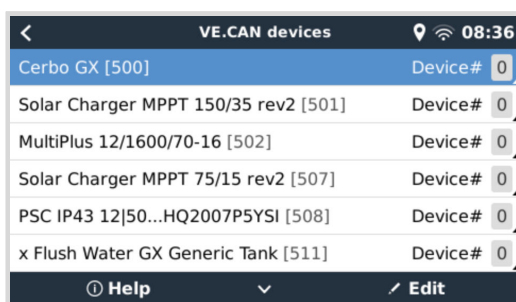 VE.CAN devices 08:36
Cerbo GX [500] Device# 0
Solar Charger MPPT 150/35 rev2 [501] Device# 0
MultiPlus 12/1600/70-16 [502] Device# 0
Solar Charger MPPT 75/15 rev2 [507] Device# 0
PSC IP43 12|50...HQ2007P5YSI [508] Device# 0
x Flush Water GX Generic Tank [511] Device# 0
Help Edit